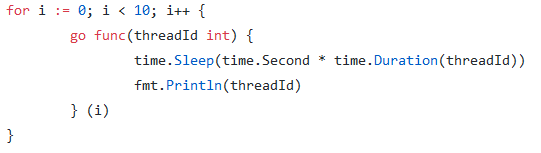 for i := 0; i < 10; i++ {
        go func(threadId int) {
                time.Sleep(time.Second * time.Duration(threadId))
                fmt.Println(threadId)
        } (i)
}